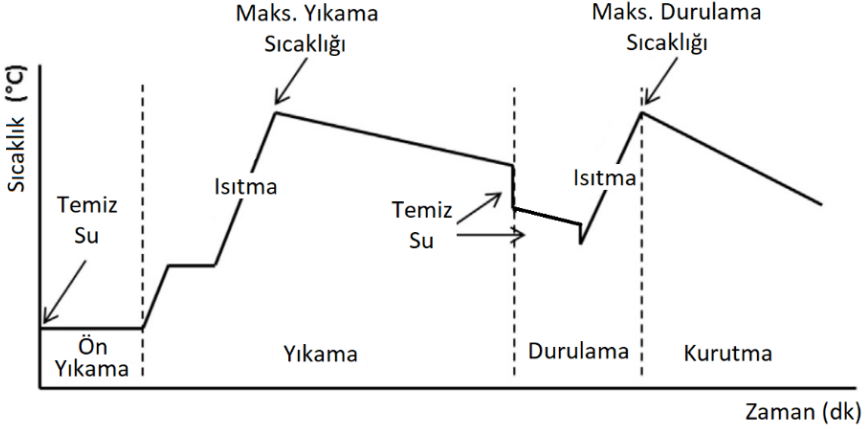 Maks. Yıkama
Sıcaklığı
Maks. Durulama
Sıcaklığı
Sıcaklık (°C)
Isıtma
Isıtma
Temiz
Su
Temiz
Su
Ön
Yıkama
Yıkama
Durulama
Kurutma
Zaman (dk)